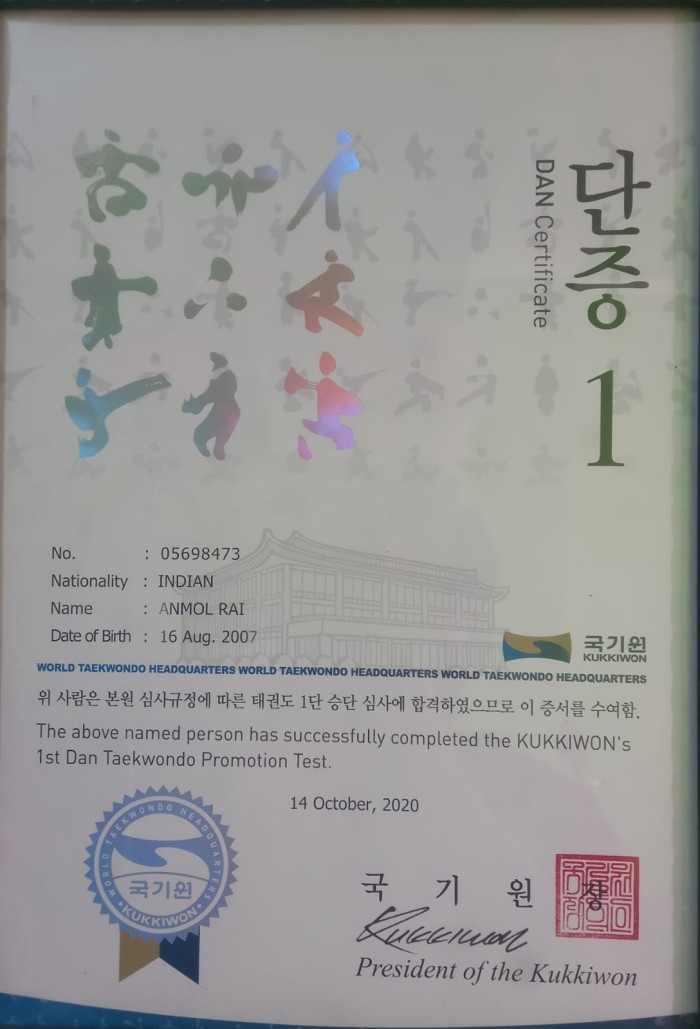 단증
DAN Certificate
1
No. : 05698473
Nationality : INDIAN
Name : ANMOL RAI
Date of Birth : 16 Aug. 2007
국기원
KUKKIWON
WORLD TAEKWONDO HEADQUARTERS WORLD TAEKWONDO HEADQUARTERS WORLD TAEKWONDO HEADQUARTERS
위 사람은 본원 심사규정에 따른 태권도 1단 승단 심사에 합격하였으므로 이 증서를 수여함.
The above named person has successfully completed the KUKKIWON's
1st Dan Taekwondo Promotion Test.
14 October, 2020
WORLD TAEKWONDO HEADQUARTERS
국기원
KUKKIWON
국 기 원 장
Kukkiwon
President of the Kukkiwon